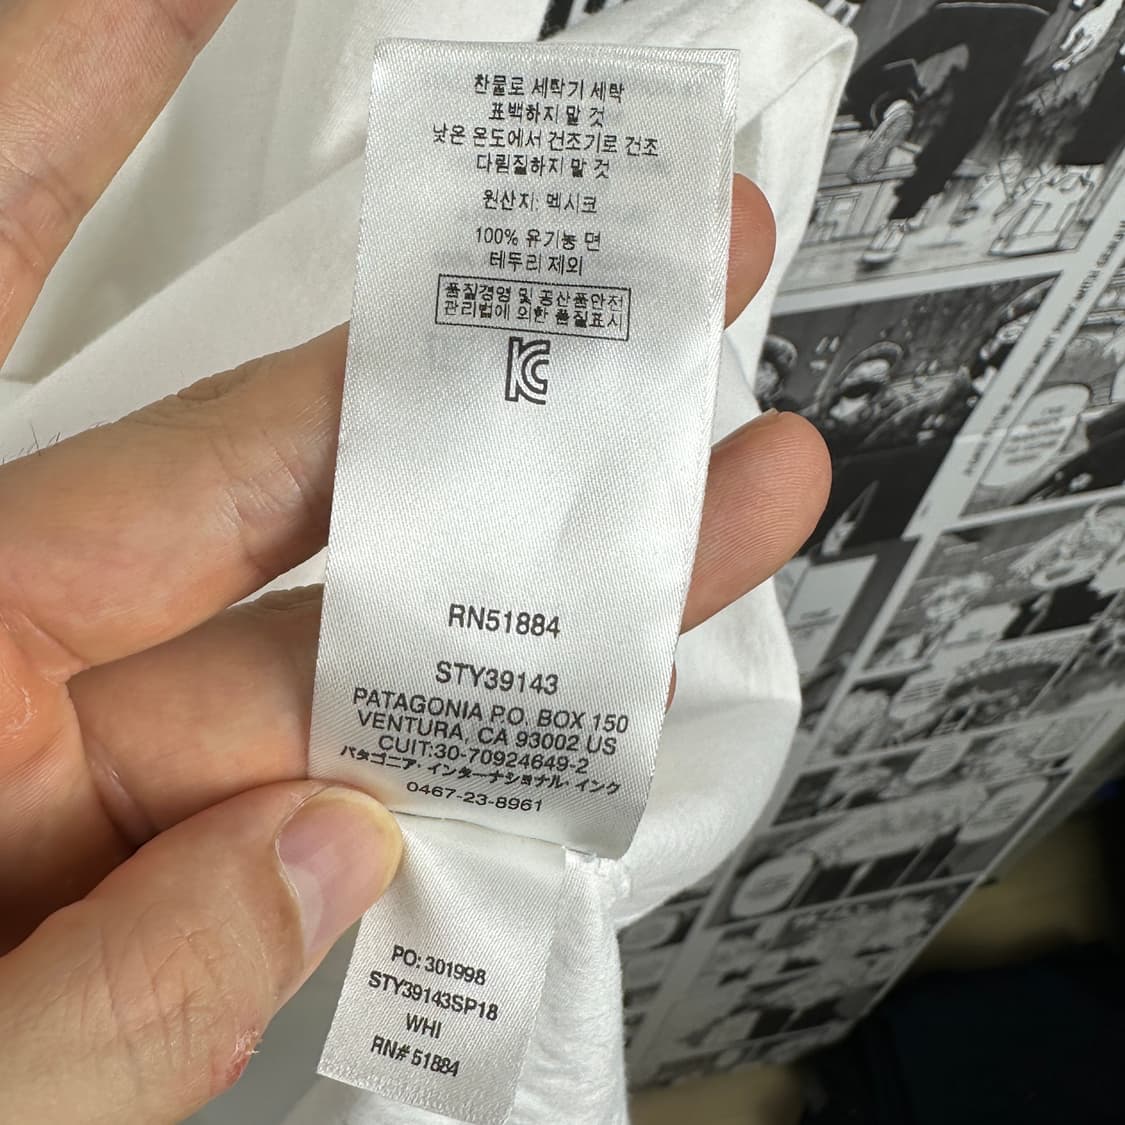 찬물로 세탁기 세탁
표백하지 말 것
낮은 온도에서 건조기로 건조
다림질하지 말 것
원산지: 멕시코
100% 유기농 면
테두리 제외
품질경영 및 공산품안전
관리법에 의한 품질표시
RN51884
STY39143
PATAGONIA P.O. BOX 150
VENTURA, CA 93002 US
CUIT:30-70924649-2
パタゴニア・インターナショナル・インク
0467-23-8961
PO: 301998
STY39143SP18
WHI
RN# 51884